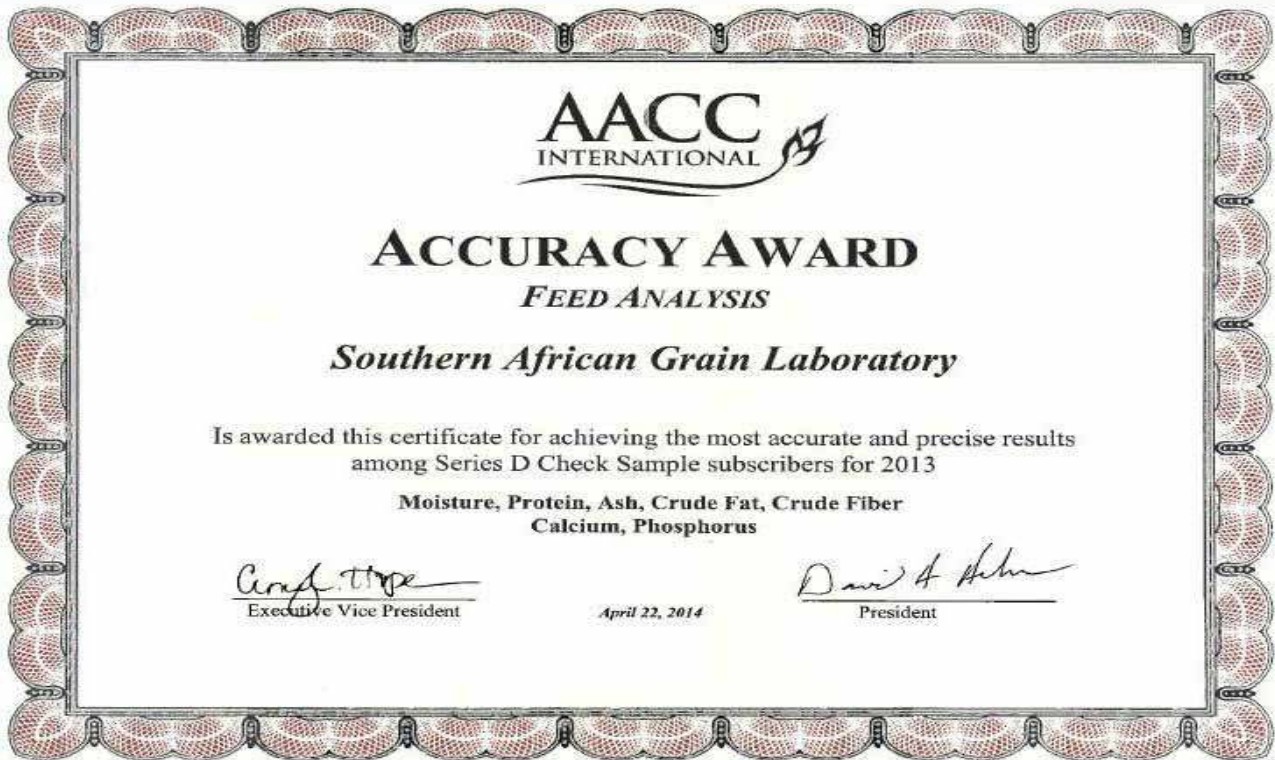 AACC
INTERNATIONAL
ACCURACY AWARD
FEED ANALYSIS
Southern African Grain Laboratory
Is awarded this certificate for achieving the most accurate and precise results
among Series D Check Sample subscribers for 2013
Moisture, Protein, Ash, Crude Fat, Crude Fiber
Calcium, Phosphorus
Executive Vice President
April 22, 2014
David A
President